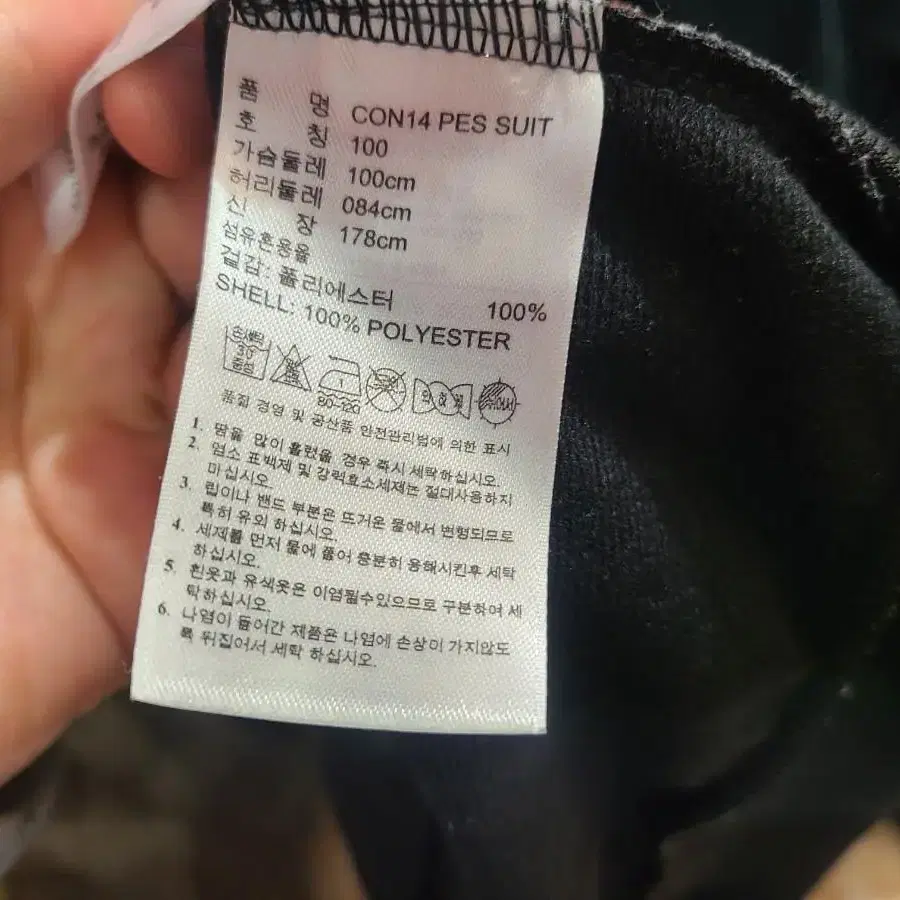 품 명 CON14 PES SUIT
호 칭 100
가슴둘레 100cm
허리둘레 084cm
신 장 178cm
섬유혼용율
겉감: 폴리에스터 100%
SHELL: 100% POLYESTER
손세탁
30
중성
80~120
품질 경영 및 공산품 안전관리법에 의한 표시
1. 땀을 많이 흘렸을 경우 즉시 세탁하십시오.
2. 염소 표백제 및 강력효소세제는 절대사용하지
마십시오.
3. 립이나 밴드 부분은 뜨거운 물에서 변형되므로
특히 유의 하십시오.
4. 세제를 먼저 물에 풀어 충분히 용해시킨후 세탁
하십시오.
5. 흰옷과 유색옷은 이염될수있으므로 구분하여 세
탁하십시오.
6. 나염이 들어간 제품은 나염에 손상이 가지않도
록 뒤집어서 세탁 하십시오.